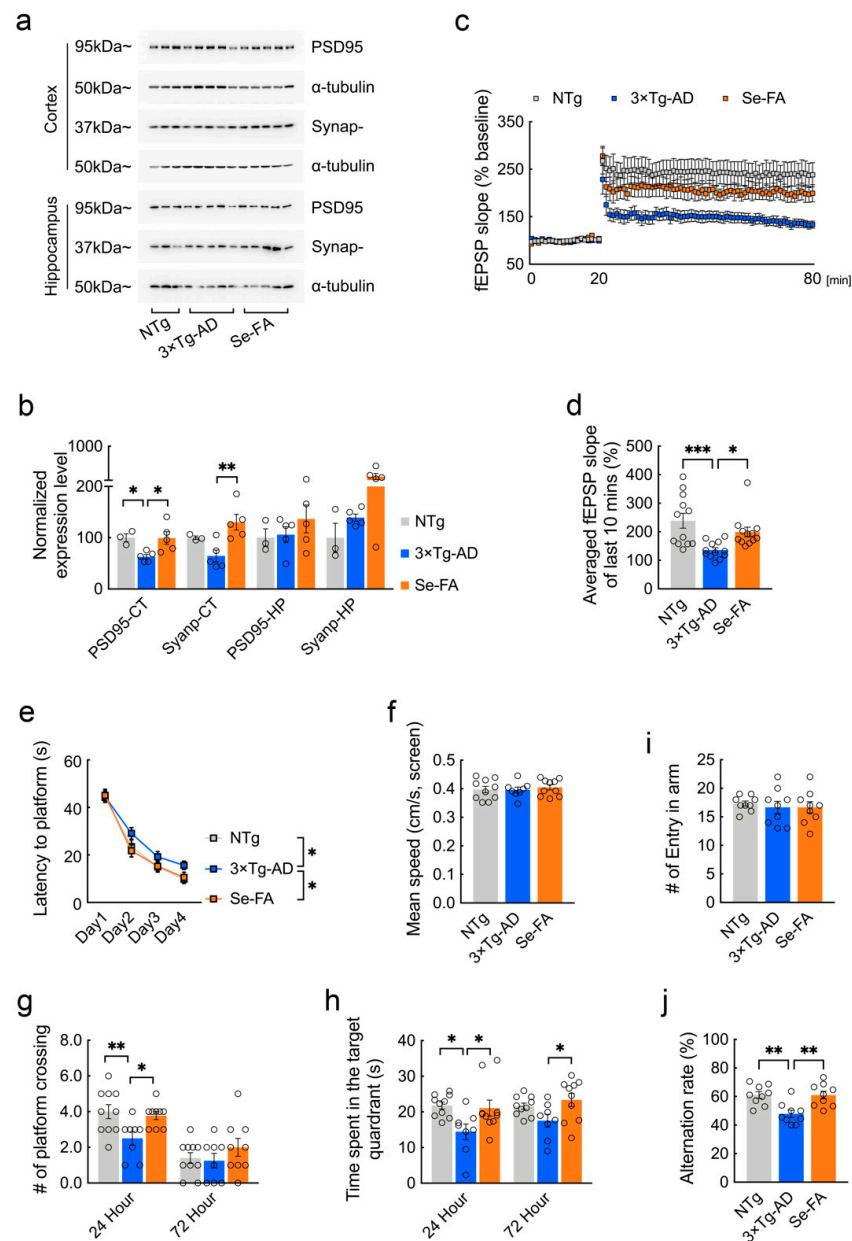 a
Cortex
95kDa~ PSD95
50kDa~ α-tubulin
37kDa~ Synap-
50kDa~ α-tubulin
Hippocampus
95kDa~ PSD95
37kDa~ Synap-
50kDa~ α-tubulin
NTg 3×Tg-AD Se-FA
c
NTg 3×Tg-AD Se-FA
fEPSP slope (% baseline)
350
250
150
50
0 20 80 [min]
b
Normalized
expression level
1000
200
100
0
* * **
NTg
3×Tg-AD
Se-FA
PSD95-CT Syanp-CT PSD95-HP Syanp-HP
d
Averaged fEPSP slope
of last 10 mins (%)
500
400
300
200
100
0
*** *
NTg 3×Tg-AD Se-FA
e
Latency to platform (s)
60
40
20
0
NTg
3×Tg-AD
Se-FA
*
*
Day1 Day2 Day3 Day4
f
Mean speed (cm/s, screen)
0.6
0.4
0.2
0.0
NTg 3×Tg-AD Se-FA
i
# of Entry in arm
25
20
15
10
5
0
NTg 3×Tg-AD Se-FA
g
# of platform crossing
8.0
6.0
4.0
2.0
0.0
** *
24 Hour 72 Hour
h
Time spent in the target
quadrant (s)
40
30
20
10
0
* * *
24 Hour 72 Hour
j
Alternation rate (%)
100
80
60
40
20
0
** **
NTg 3×Tg-AD Se-FA